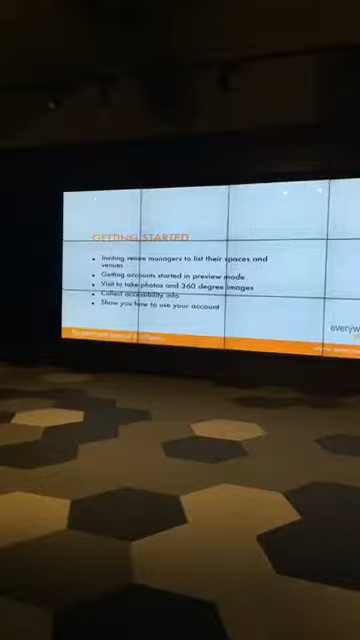 GETTING STARTED
• Inviting venue managers to list their spaces and
venues
• Getting accounts started in preview mode
• Visit to take photos and 360 degree images
• Collect accessibility info
• Show you how to use your account
everyw
www.